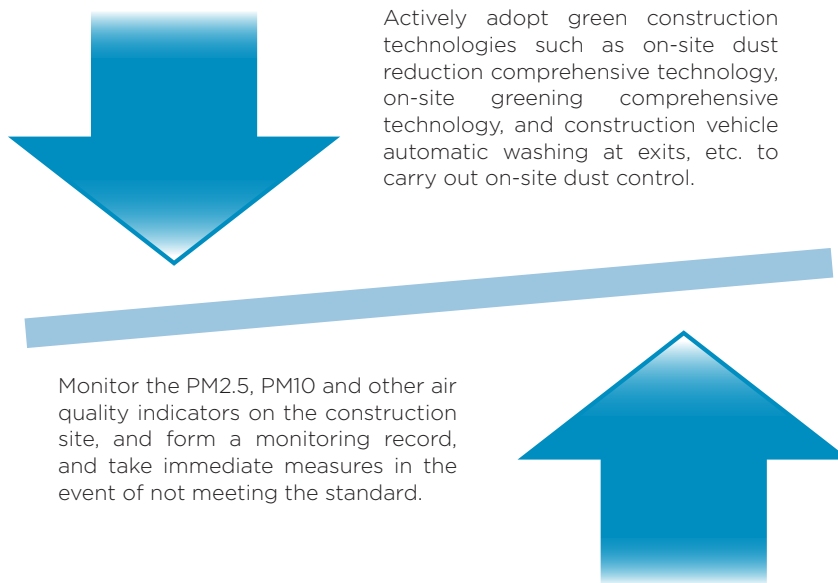 Actively adopt green construction
technologies such as on-site dust
reduction comprehensive technology,
on-site greening comprehensive
technology, and construction vehicle
automatic washing at exits, etc. to
carry out on-site dust control.
Monitor the PM2.5, PM10 and other air
quality indicators on the construction
site, and form a monitoring record,
and take immediate measures in the
event of not meeting the standard.